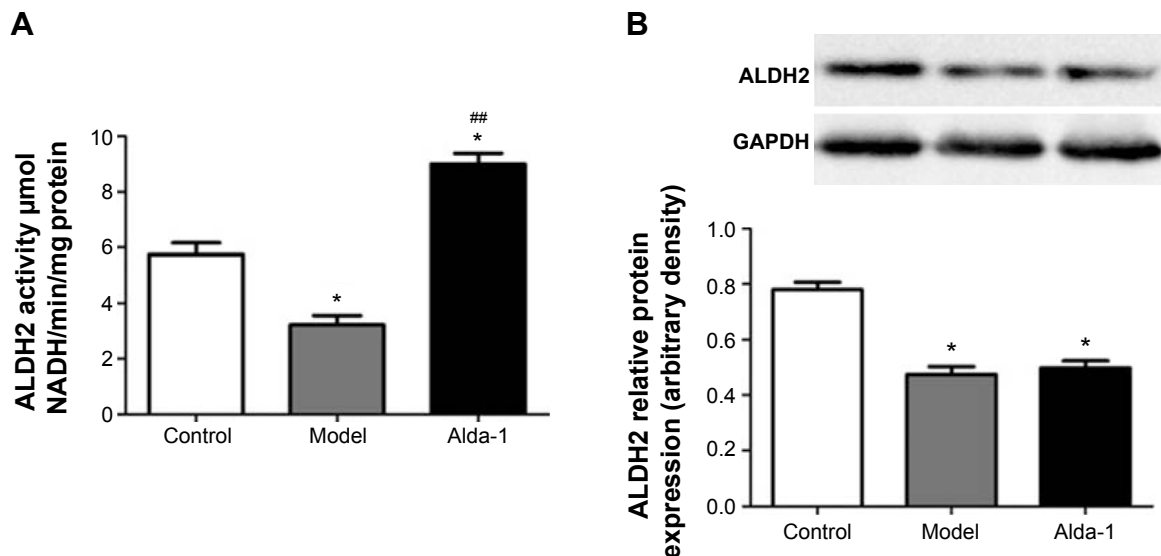 A
ALDH2 activity μmol
NADH/min/mg protein
10
8
6
4
2
0
*
*
##
Control
Model
Alda-1
B
ALDH2
GAPDH
ALDH2 relative protein
expression (arbitrary density)
1.0
0.8
0.6
0.4
0.2
0.0
*
*
Control
Model
Alda-1